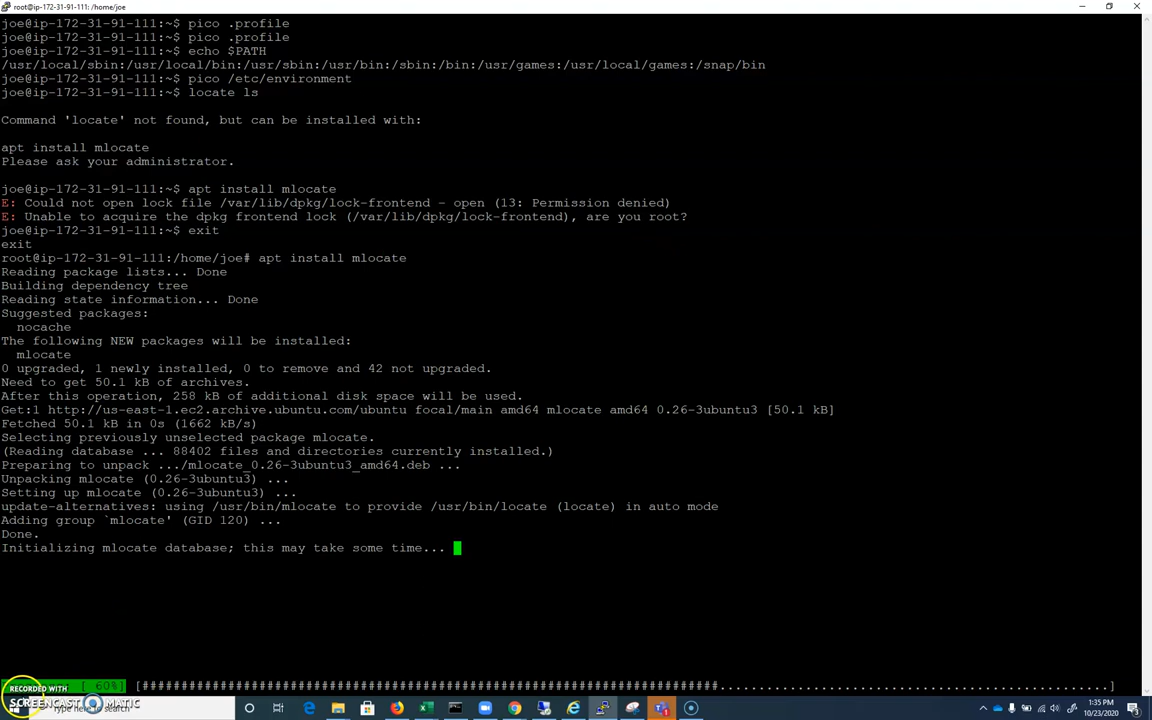 root@ip-172-31-91-111: /home/joe
joe@ip-172-31-91-111:~$ pico .profile
joe@ip-172-31-91-111:~$ pico .profile
joe@ip-172-31-91-111:~$ echo $PATH
/usr/local/sbin:/usr/local/bin:/usr/sbin:/usr/bin:/sbin:/bin:/usr/games:/usr/local/games:/snap/bin
joe@ip-172-31-91-111:~$ pico /etc/environment
joe@ip-172-31-91-111:~$ locate ls
Command 'locate' not found, but can be installed with:
apt install mlocate
Please ask your administrator.
joe@ip-172-31-91-111:~$ apt install mlocate
E: Could not open lock file /var/lib/dpkg/lock-frontend - open (13: Permission denied)
E: Unable to acquire the dpkg frontend lock (/var/lib/dpkg/lock-frontend), are you root?
joe@ip-172-31-91-111:~$ exit
exit
root@ip-172-31-91-111:/home/joe# apt install mlocate
Reading package lists... Done
Building dependency tree
Reading state information... Done
Suggested packages:
  nocache
The following NEW packages will be installed:
  mlocate
0 upgraded, 1 newly installed, 0 to remove and 42 not upgraded.
Need to get 50.1 kB of archives.
After this operation, 258 kB of additional disk space will be used.
Get:1 http://us-east-1.ec2.archive.ubuntu.com/ubuntu focal/main amd64 mlocate amd64 0.26-3ubuntu3 [50.1 kB]
Fetched 50.1 kB in 0s (1662 kB/s)
Selecting previously unselected package mlocate.
(Reading database ... 88402 files and directories currently installed.)
Preparing to unpack .../mlocate_0.26-3ubuntu3_amd64.deb ...
Unpacking mlocate (0.26-3ubuntu3) ...
Setting up mlocate (0.26-3ubuntu3) ...
update-alternatives: using /usr/bin/mlocate to provide /usr/bin/locate (locate) in auto mode
Adding group `mlocate' (GID 120) ...
Done.
Initializing mlocate database; this may take some time...
60%]
RECORDED WITH
SCREENCAST MATIC
1:35 PM
10/23/2020